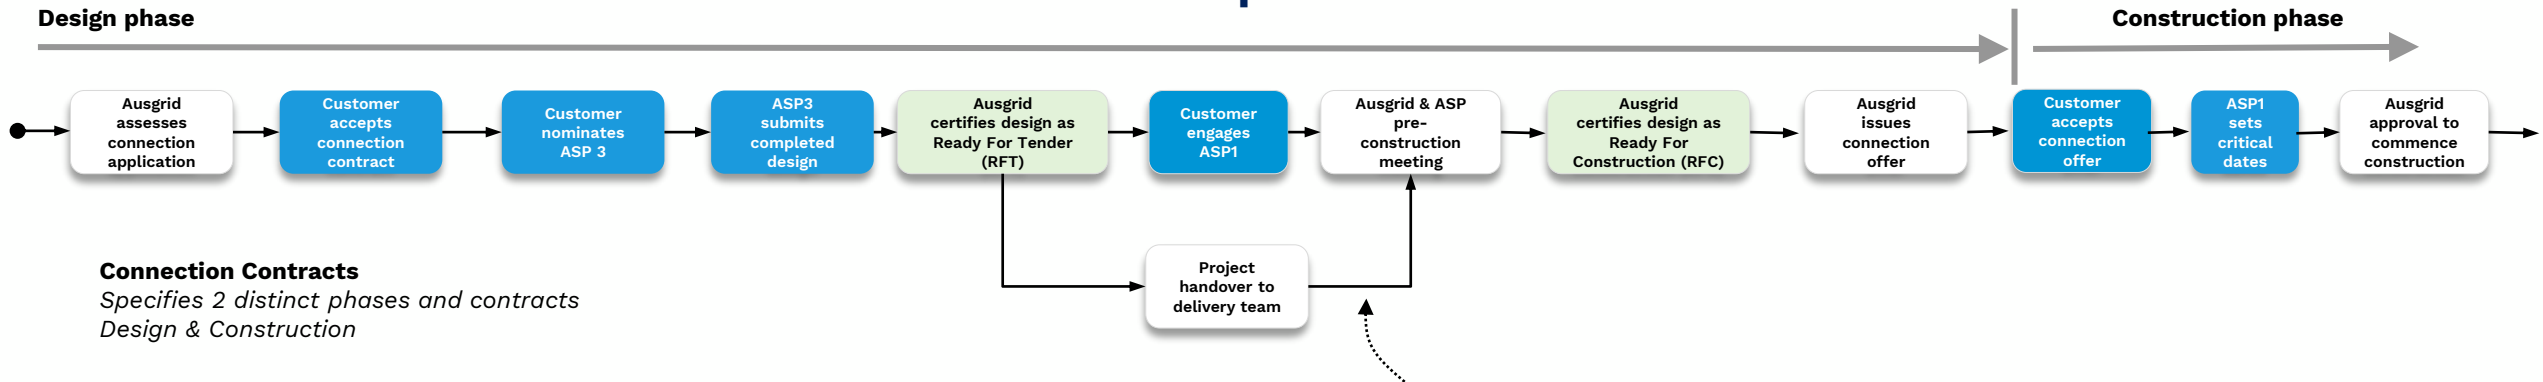 Design phase
Construction phase
Ausgrid
assesses
connection
application
Customer
accepts
connection
contract
Customer
nominates
ASP 3
ASP3
submits
completed
design
Ausgrid
certifies design as
Ready For Tender
(RFT)
Customer
engages
ASP1
Ausgrid & ASP
pre-
construction
meeting
Ausgrid
certifies design as
Ready For
Construction (RFC)
Ausgrid
issues
connection
offer
Customer
accepts
connection
offer
ASP1
sets
critical
dates
Ausgrid
approval to
commence
construction
Project
handover to
delivery team
Connection Contracts
Specifies 2 distinct phases and contracts
Design & Construction